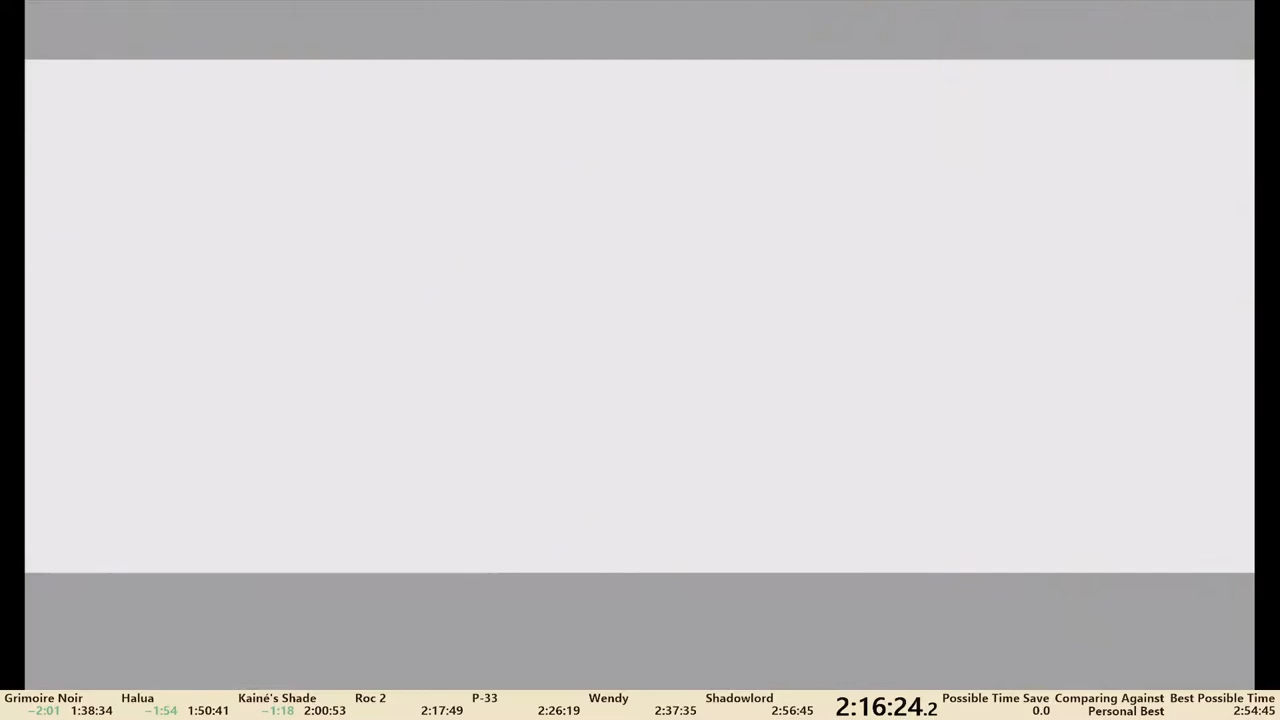 Grimoire Noir Halua Kainé's Shade Roc 2 P-33 Wendy Shadowlord 2:16:24.2 Possible Time Save Comparing Against Best Possible Time
−2:01 1:38:34 −1:54 1:50:41 −1:18 2:00:53 2:17:49 2:26:19 2:37:35 2:56:45 0.0 Personal Best 2:54:45